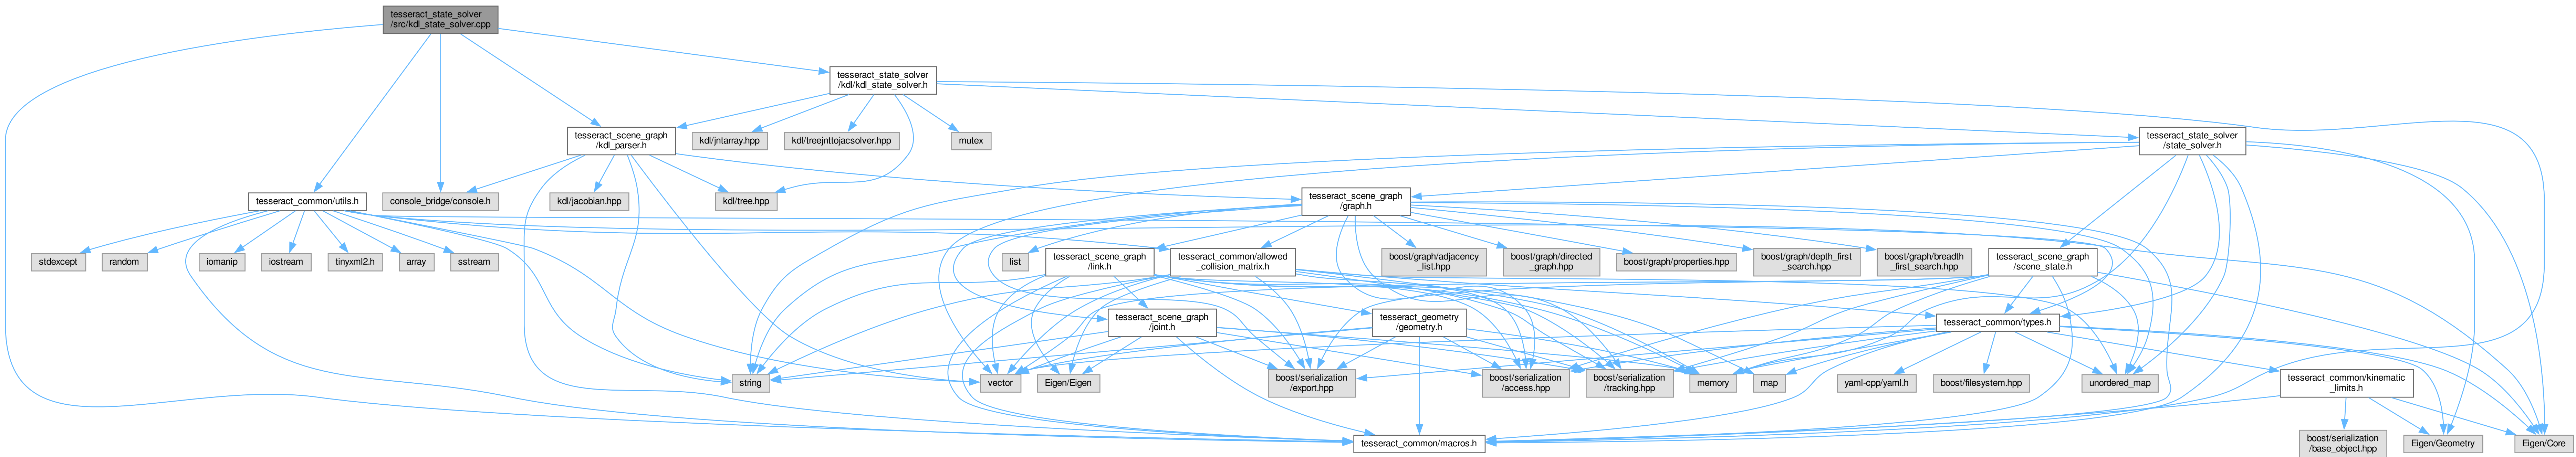 tesseract_state_solver
/src/kdl_state_solver.cpp
tesseract_state_solver
/kdl/kdl_state_solver.h
tesseract_scene_graph
/kdl_parser.h
kdl/jntarray.hpp
kdl/treejnttojacsolver.hpp
mutex
tesseract_state_solver
/state_solver.h
tesseract_common/utils.h
console_bridge/console.h
kdl/jacobian.hpp
kdl/tree.hpp
tesseract_scene_graph
/graph.h
stdexcept
random
iomanip
iostream
tinyxml2.h
array
sstream
list
tesseract_scene_graph
/link.h
tesseract_common/allowed
_collision_matrix.h
boost/graph/adjacency
_list.hpp
boost/graph/directed
_graph.hpp
boost/graph/properties.hpp
boost/graph/depth_first
_search.hpp
boost/graph/breadth
_first_search.hpp
tesseract_scene_graph
/scene_state.h
tesseract_scene_graph
/joint.h
tesseract_geometry
/geometry.h
tesseract_common/types.h
string
vector
Eigen/Eigen
boost/serialization
/export.hpp
boost/serialization
/access.hpp
boost/serialization
/tracking.hpp
memory
map
yaml-cpp/yaml.h
boost/filesystem.hpp
unordered_map
tesseract_common/kinematic
_limits.h
tesseract_common/macros.h
boost/serialization
/base_object.hpp
Eigen/Geometry
Eigen/Core